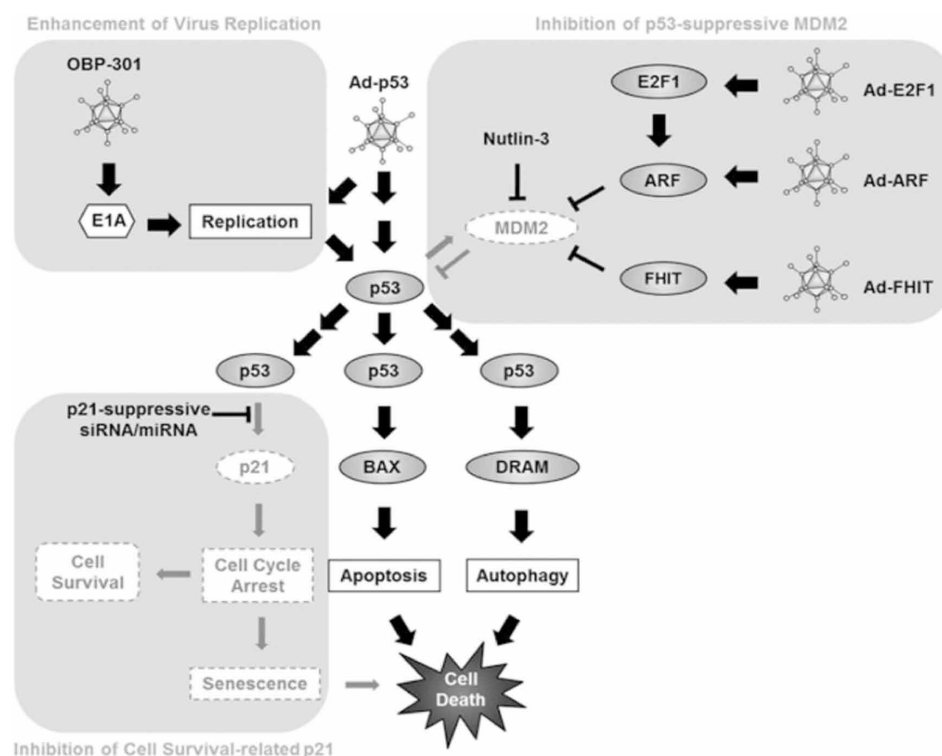 Enhancement of Virus Replication
Inhibition of p53-suppressive MDM2
OBP-301
Ad-p53
E2F1
Ad-E2F1
Nutlin-3
ARF
Ad-ARF
E1A
Replication
MDM2
p53
FHIT
Ad-FHIT
p53
p53
p53
p21-suppressive
siRNA/miRNA
p21
BAX
DRAM
Cell
Survival
Cell Cycle
Arrest
Apoptosis
Autophagy
Senescence
Cell
Death
Inhibition of Cell Survival-related p21